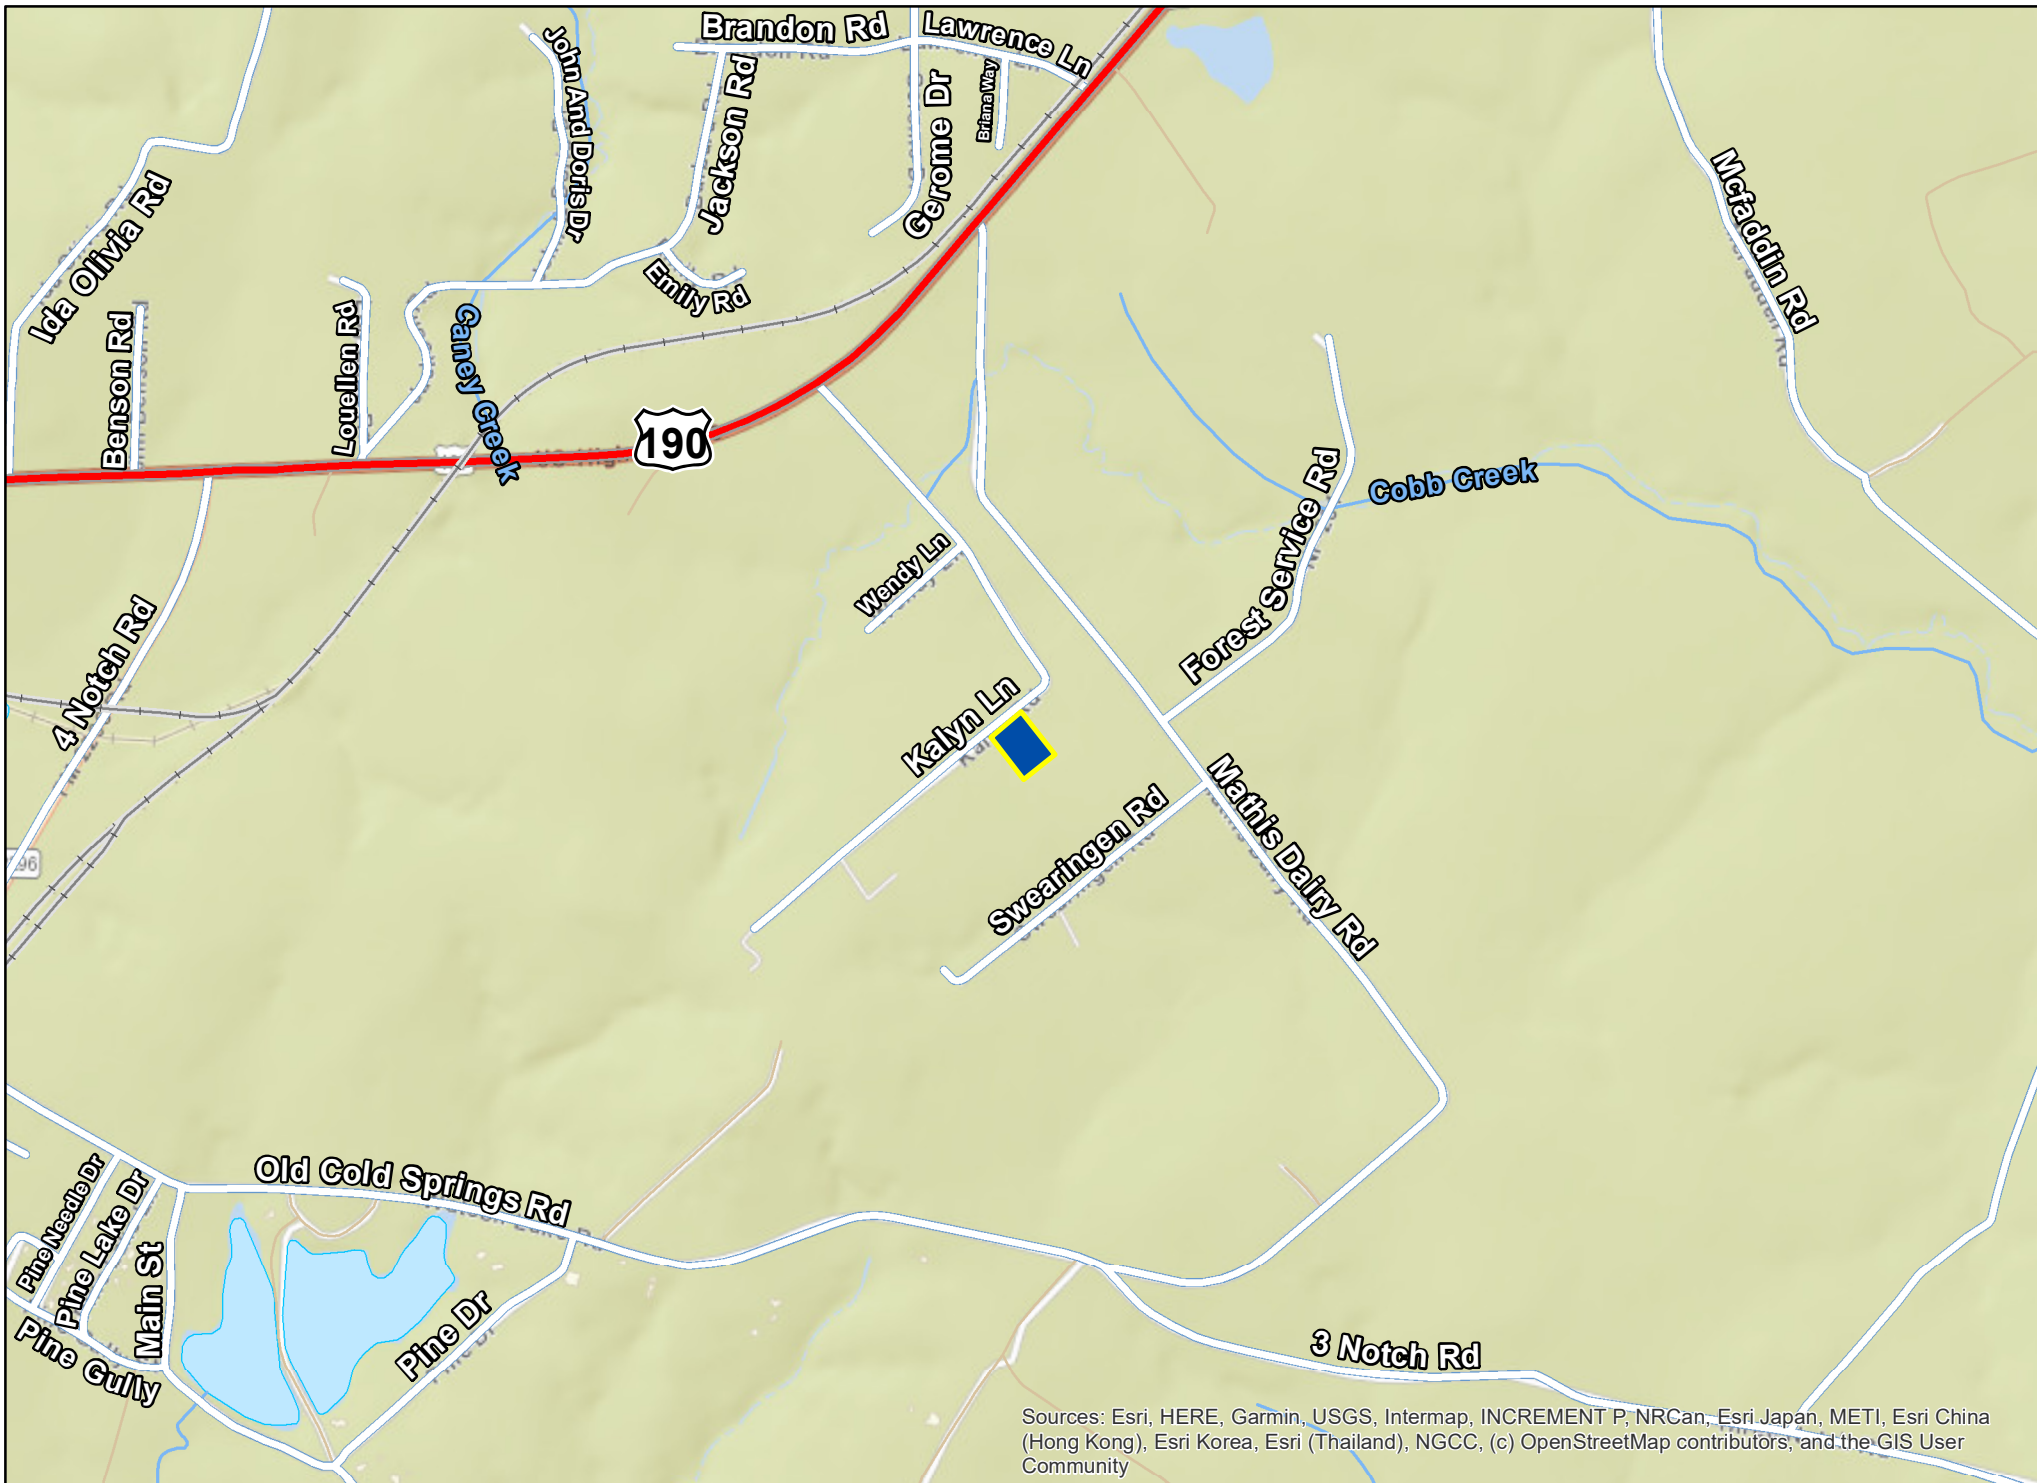 Brandon Rd
Lawrence Ln
John And Doris Dr
Jackson Rd
Gerome Dr
Briana Way
Mcfaddin Rd
Ida Olivia Rd
Emily Rd
Benson Rd
Louellen Rd
Caney Creek
190
Cobb Creek
Forest Service Rd
Wendy Ln
4 Notch Rd
Kalyn Ln
Mathis Dairy Rd
Swearingen Rd
96
Old Cold Springs Rd
Pine Needle Dr
Pine Lake Dr
Main St
Pine Gully
Pine Dr
3 Notch Rd
Sources: Esri, HERE, Garmin, USGS, Intermap, INCREMENT P, NRCan, Esri Japan, METI, Esri China
(Hong Kong), Esri Korea, Esri (Thailand), NGCC, (c) OpenStreetMap contributors, and the GIS User
Community